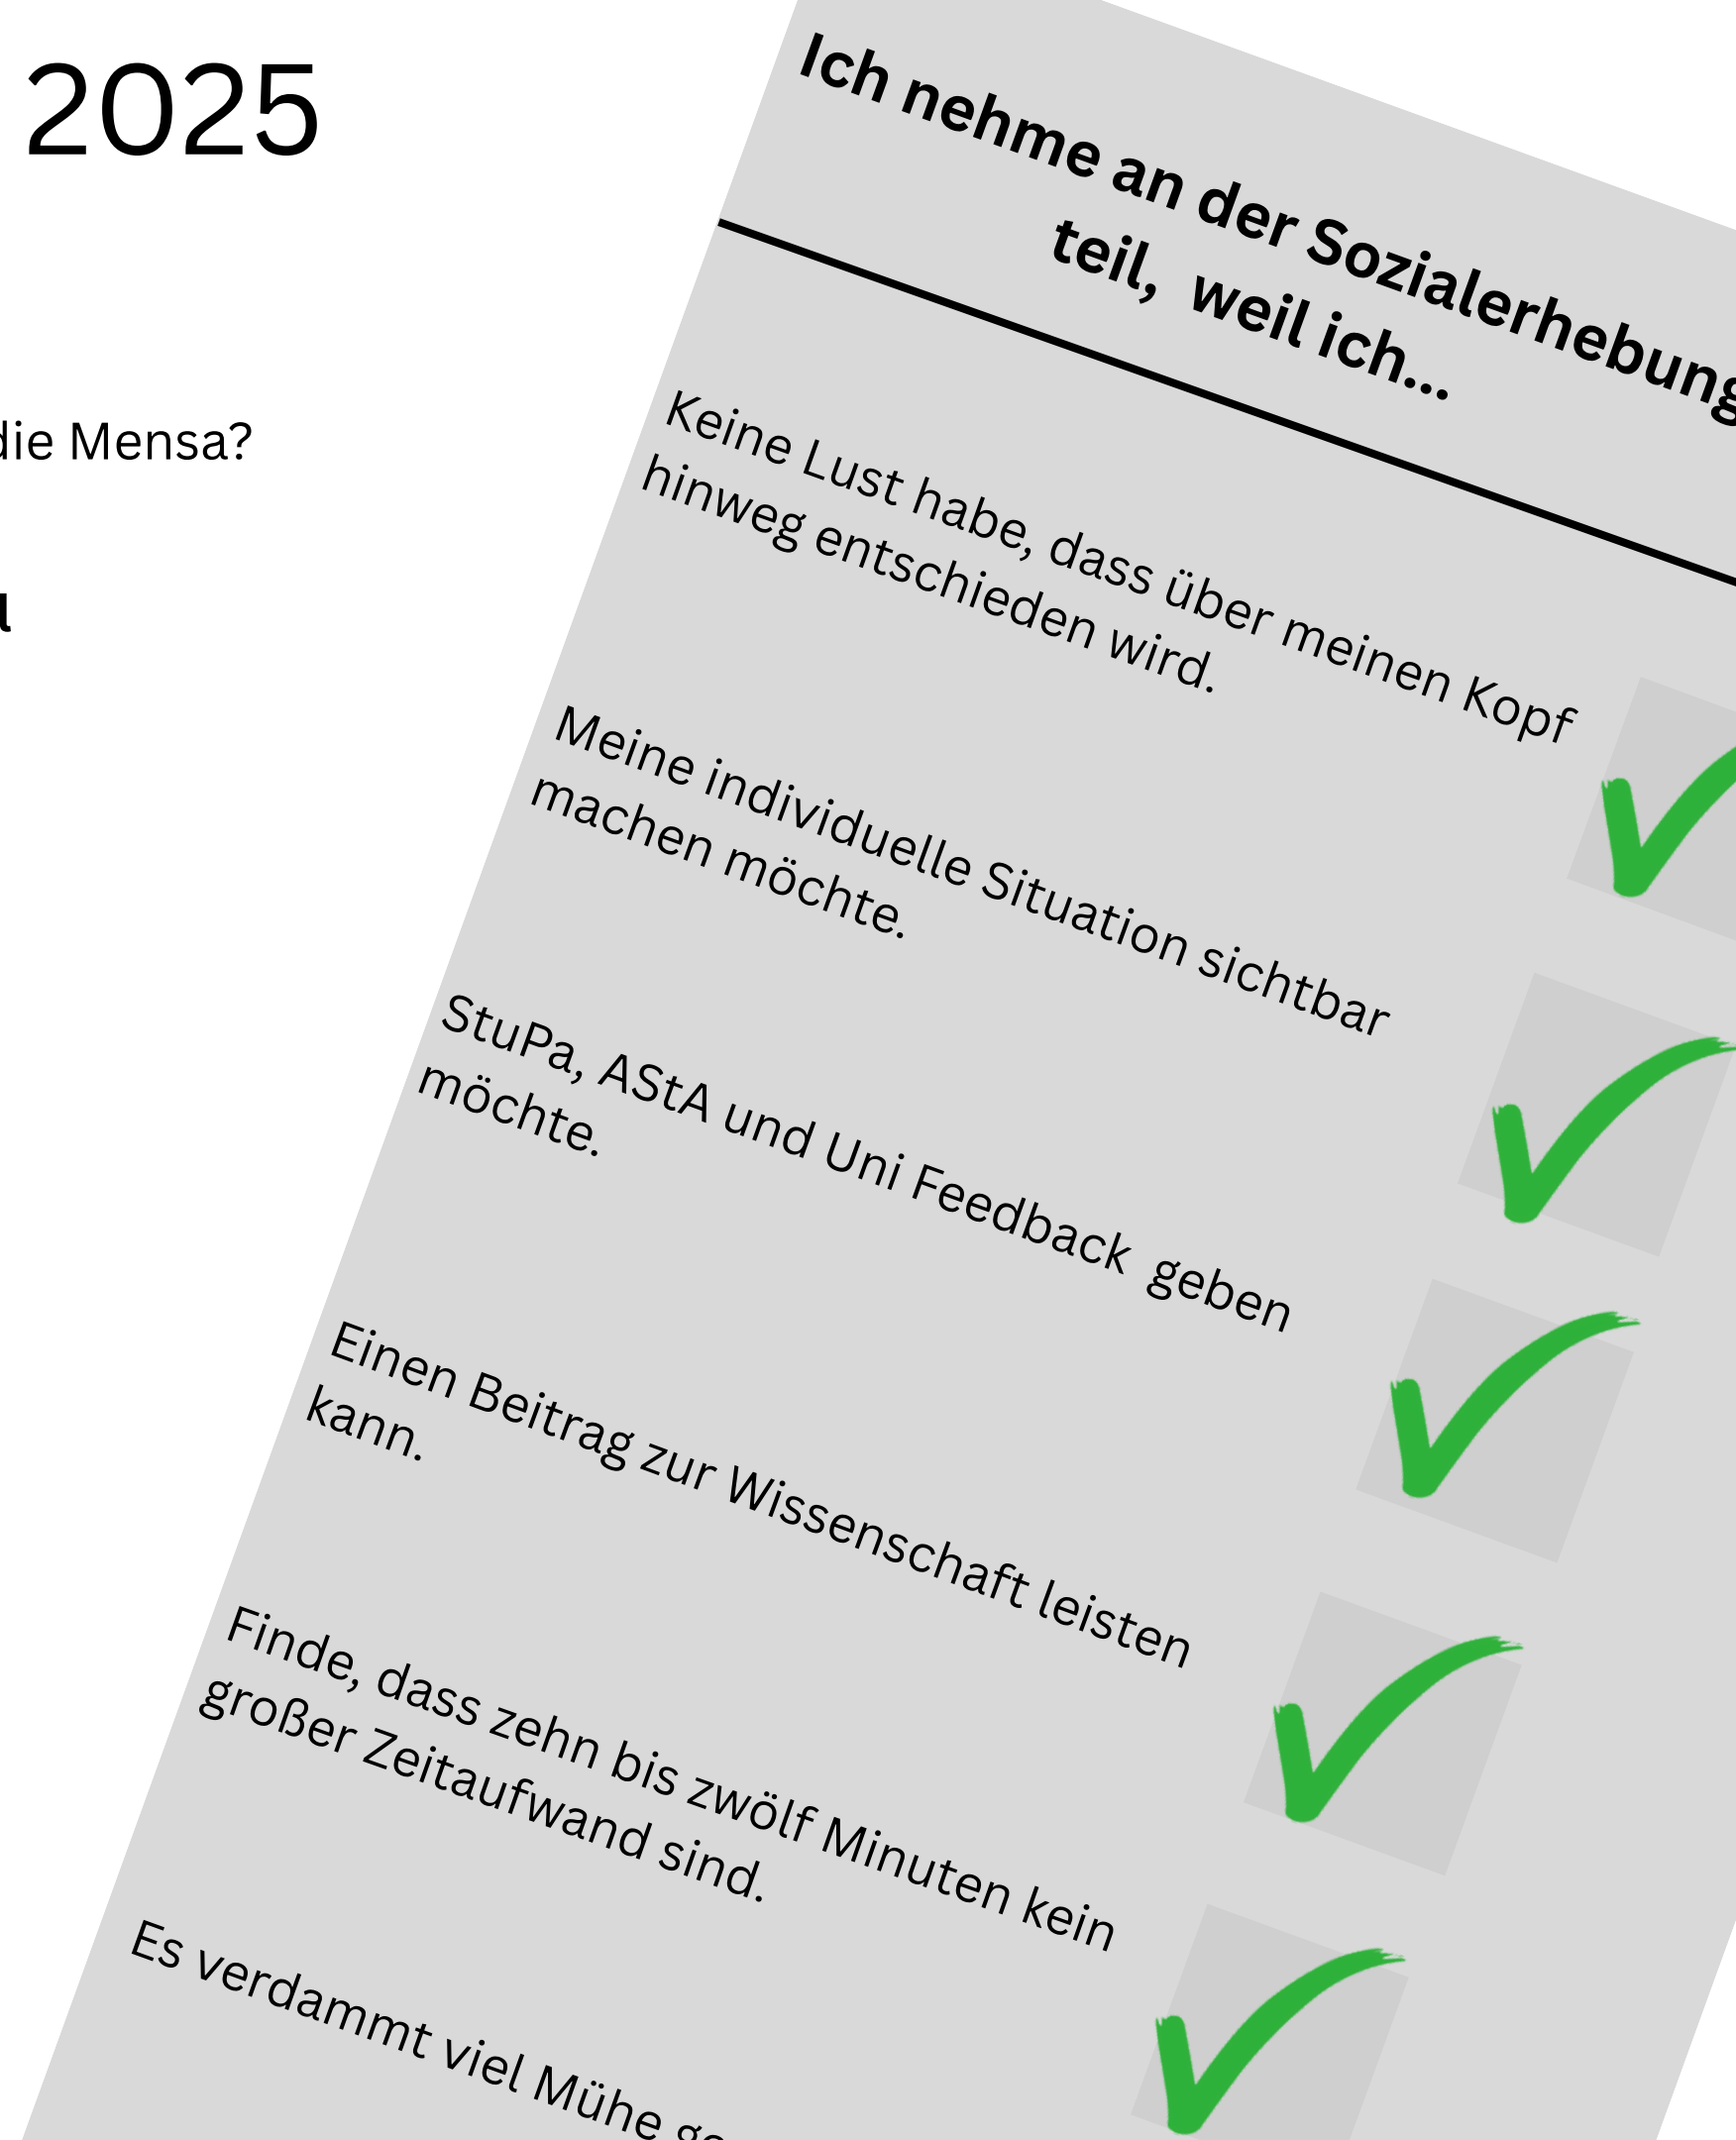 2025
die Mensa?
Ich nehme an der Sozialerhebung
teil, weil ich...
Keine Lust habe, dass über meinen Kopf
hinweg entschieden wird.
Meine individuelle Situation sichtbar
machen möchte.
StuPa, AStA und Uni Feedback geben
möchte.
Einen Beitrag zur Wissenschaft leisten
kann.
Finde, dass zehn bis zwölf Minuten kein
großer Zeitaufwand sind.
Es verdammt viel Mühe